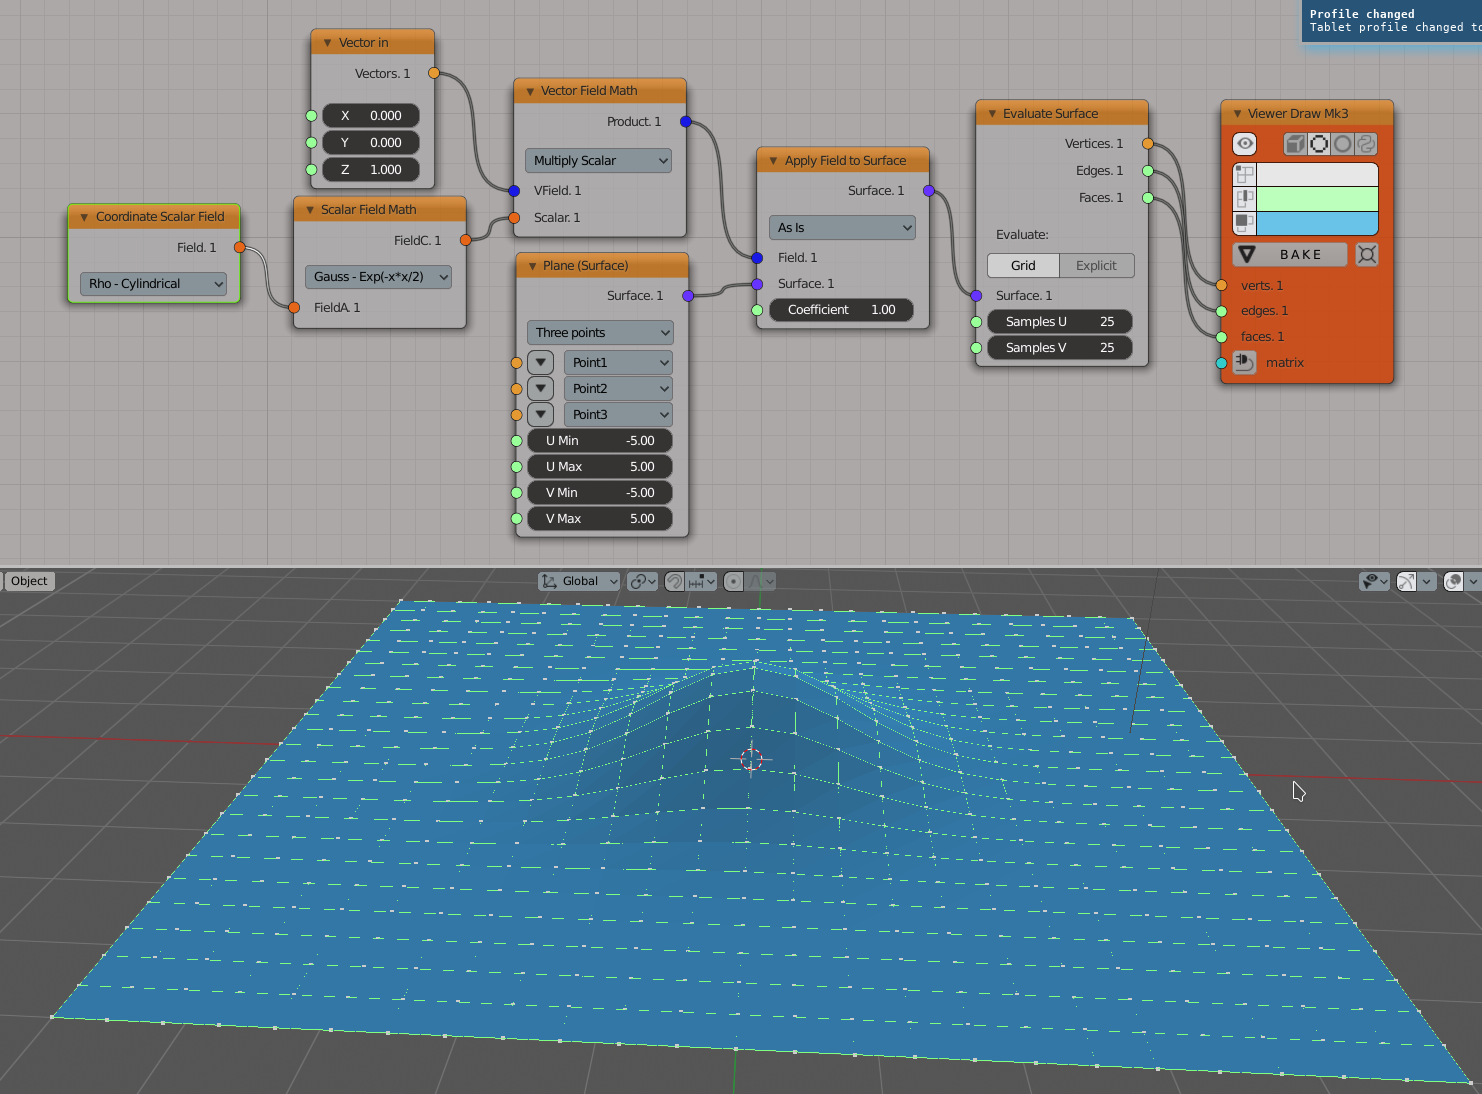 Profile changed
Tablet profile changed to
Vector in
Vectors. 1
X 0.000
Y 0.000
Z 1.000
Coordinate Scalar Field
Field. 1
Rho - Cylindrical
Scalar Field Math
FieldC. 1
Gauss - Exp(-x*x/2)
FieldA. 1
Vector Field Math
Product. 1
Multiply Scalar
VField. 1
Scalar. 1
Plane (Surface)
Surface. 1
Three points
Point1
Point2
Point3
U Min -5.00
U Max 5.00
V Min -5.00
V Max 5.00
Apply Field to Surface
Surface. 1
As Is
Field. 1
Surface. 1
Coefficient 1.00
Evaluate Surface
Vertices. 1
Edges. 1
Faces. 1
Evaluate:
Grid Explicit
Surface. 1
Samples U 25
Samples V 25
Viewer Draw Mk3
BAKE
verts. 1
edges. 1
faces. 1
matrix
Object
Global